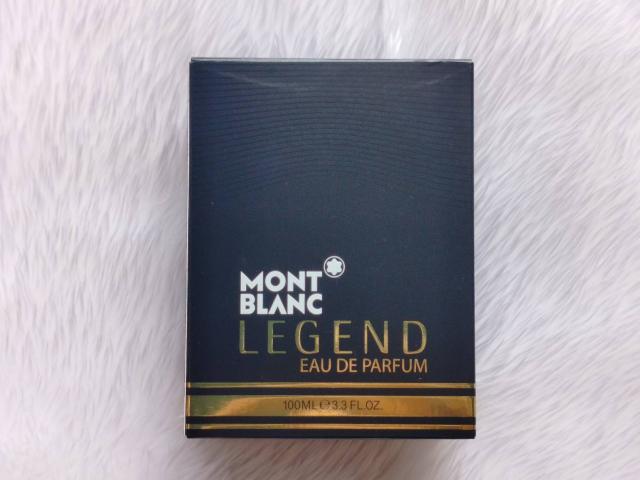 MONT
BLANC
LEGEND
EAU DE PARFUM
100ML ℮ 3.3 FL.OZ.